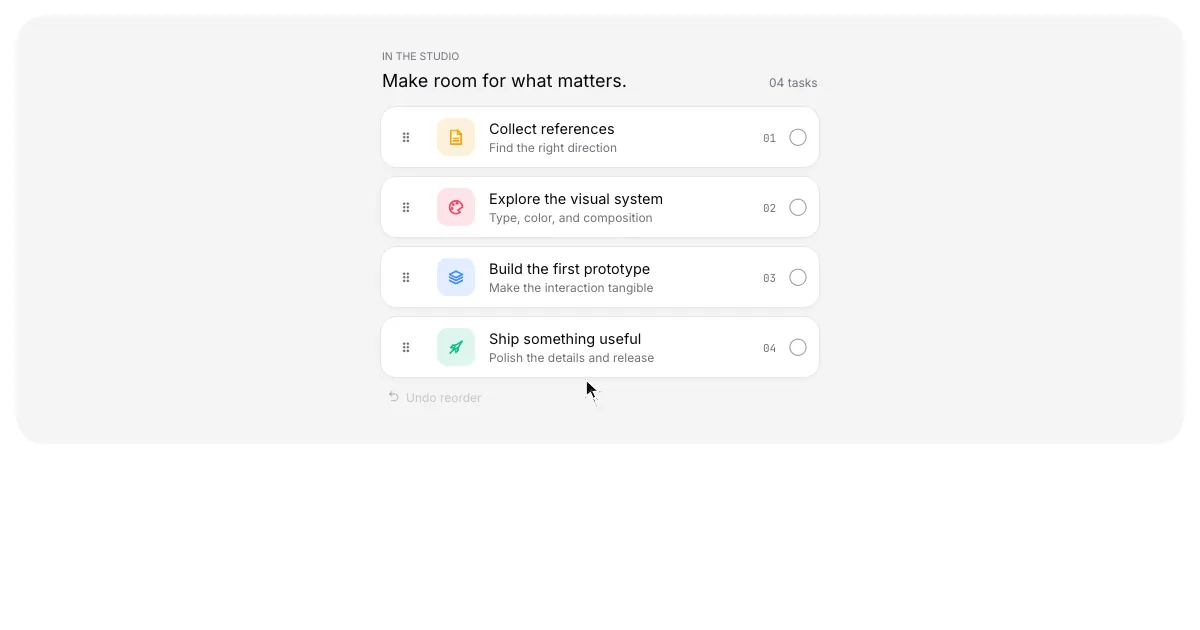 IN THE STUDIO
Make room for what matters.
04 tasks
Collect references
Find the right direction
01
Explore the visual system
Type, color, and composition
02
Build the first prototype
Make the interaction tangible
03
Ship something useful
Polish the details and release
04
Undo reorder